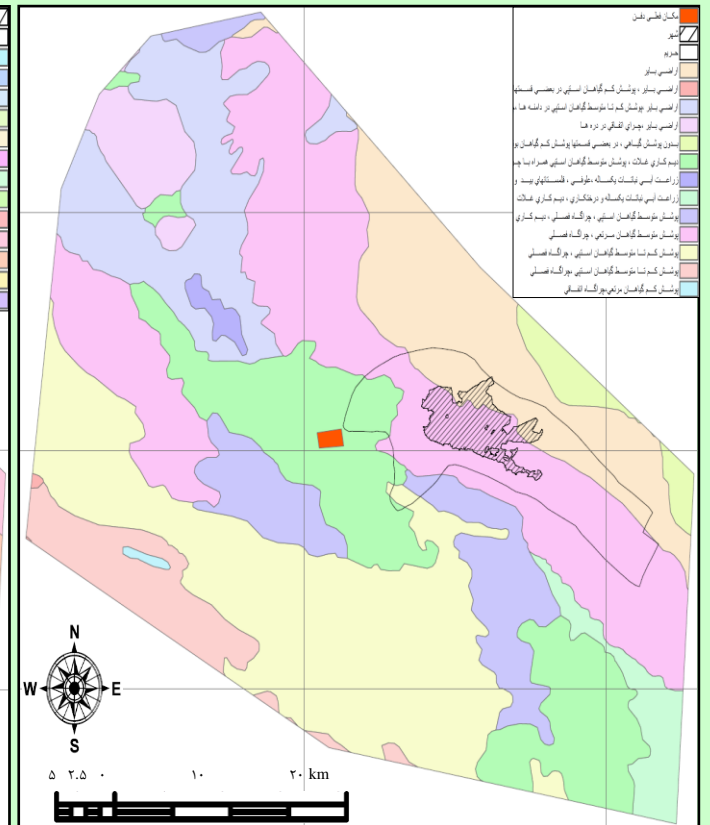 مکان فعلی دفن
شهر
حریم
اراضی بایر
اراضی بایر ، پوشش کم گیاهان استپی در بعضی قسمتها
اراضی بایر ،پوشش کم تا متوسط گیاهان استپی در دامنه ها
اراضی بایر ،چرای اتفاقی در دره ها
بدون پوشش گیاهی ، در بعضی قسمتها پوشش کم گیاهان
دیم کاری غلات ، پوشش متوسط گیاهان استپی همراه با
زراعت آبی نباتات یکساله ،علوفی ، قلمستانهای بید و
زراعت آبی نباتات یکساله و درختکاری ، دیم کاری غلات
پوشش متوسط گیاهان استپی ، چراگاه فصلی ، دیم کاری
پوشش متوسط گیاهان مرتعی ، چراگاه فصلی
پوشش کم تا متوسط گیاهان استپی ، چراگاه فصلی
پوشش کم تا متوسط گیاهان استپی ،چراگاه فصلی
پوشش کم گیاهان مرتعی،چراگاه اتفاقی
N
W E
S
۵ ۲.۵ ۰ ۱۰ ۲۰ km